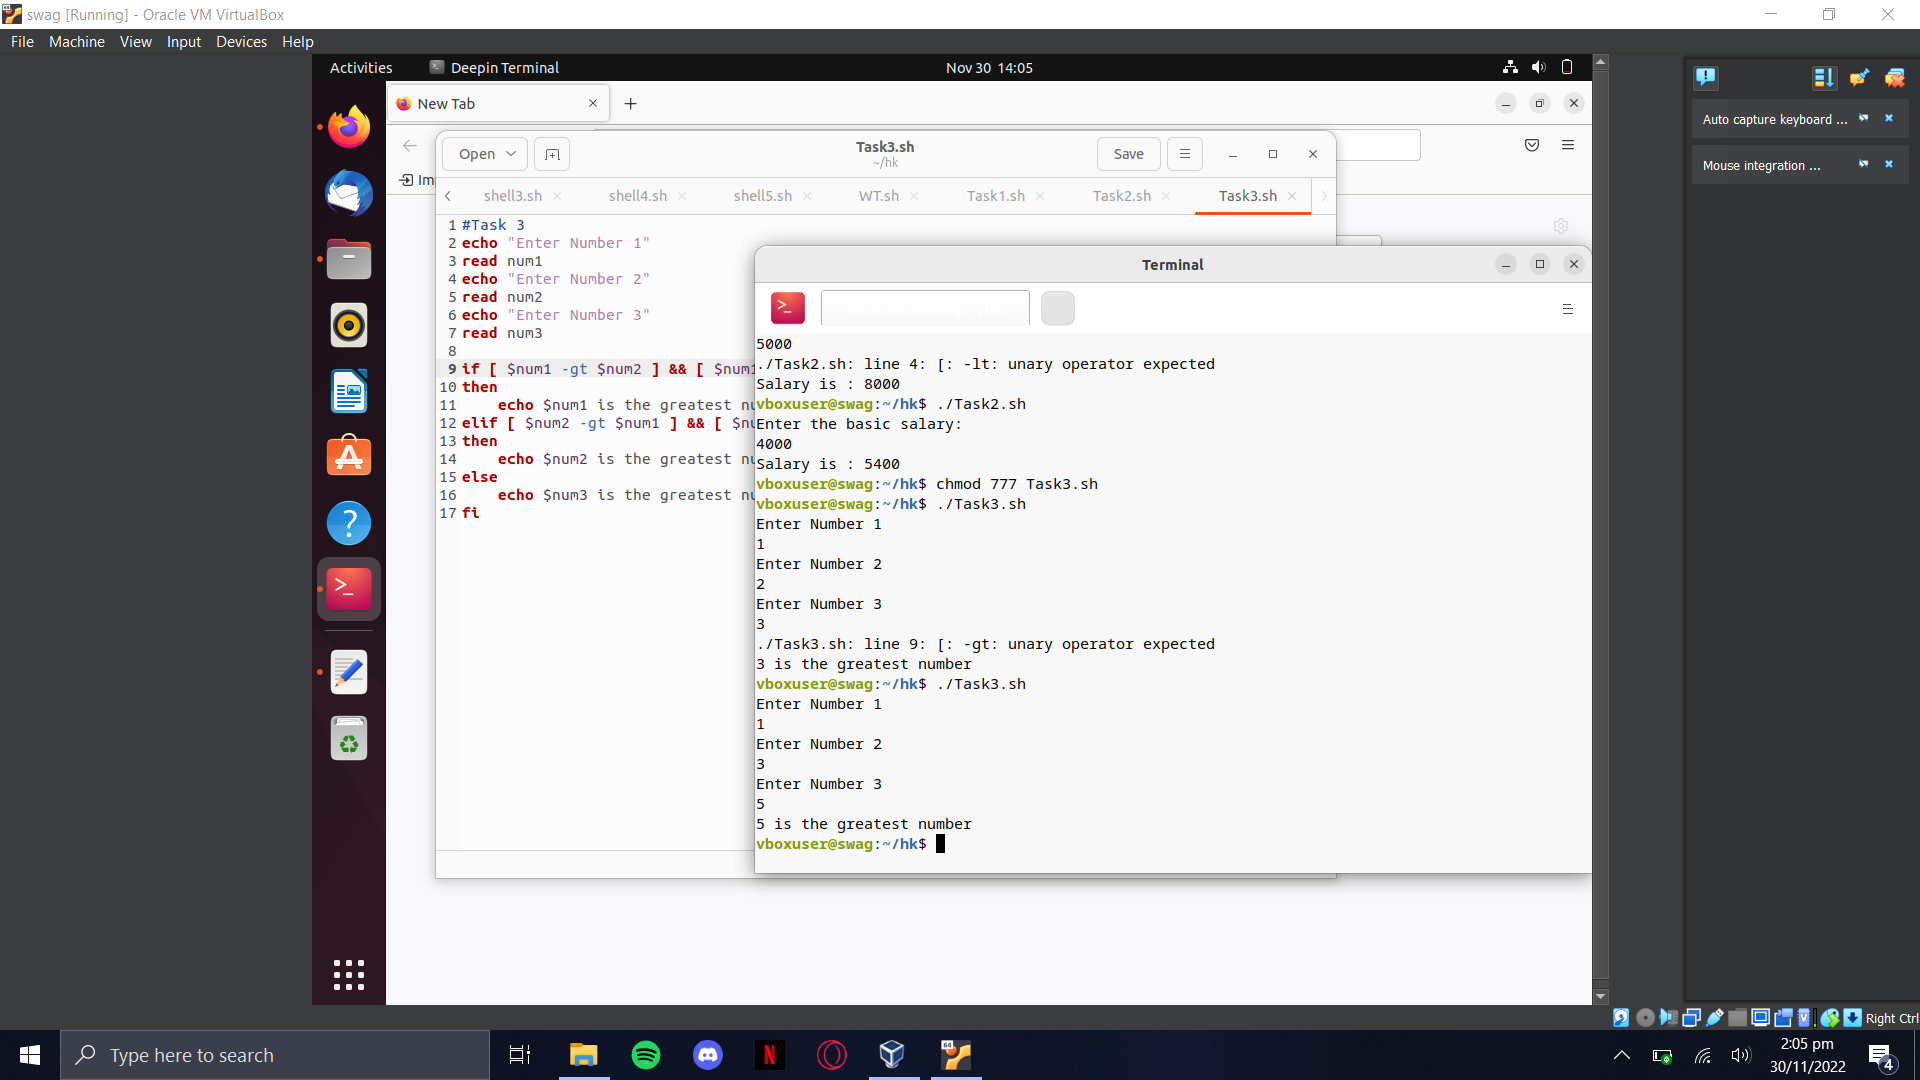 swag [Running] - Oracle VM VirtualBox
File Machine View Input Devices Help
Activities Deepin Terminal Nov 30 14:05
New Tab
Open Task3.sh Save
~/hk
Im
shell3.sh shell4.sh shell5.sh WT.sh Task1.sh Task2.sh Task3.sh
1 #Task 3
2 echo "Enter Number 1"
3 read num1
4 echo "Enter Number 2"
5 read num2
6 echo "Enter Number 3"
7 read num3
8
9 if [ $num1 -gt $num2 ] && [ $num1
10 then
11 echo $num1 is the greatest nu
12 elif [ $num2 -gt $num1 ] && [ $nu
13 then
14 echo $num2 is the greatest nu
15 else
16 echo $num3 is the greatest nu
17 fi
Terminal
5000
./Task2.sh: line 4: [: -lt: unary operator expected
Salary is : 8000
vboxuser@swag:~/hk$ ./Task2.sh
Enter the basic salary:
4000
Salary is : 5400
vboxuser@swag:~/hk$ chmod 777 Task3.sh
vboxuser@swag:~/hk$ ./Task3.sh
Enter Number 1
1
Enter Number 2
2
Enter Number 3
3
./Task3.sh: line 9: [: -gt: unary operator expected
3 is the greatest number
vboxuser@swag:~/hk$ ./Task3.sh
Enter Number 1
1
Enter Number 2
3
Enter Number 3
5
5 is the greatest number
vboxuser@swag:~/hk$
Auto capture keyboard ...
Mouse integration ...
Right Ctrl
Type here to search
2:05 pm
30/11/2022
4